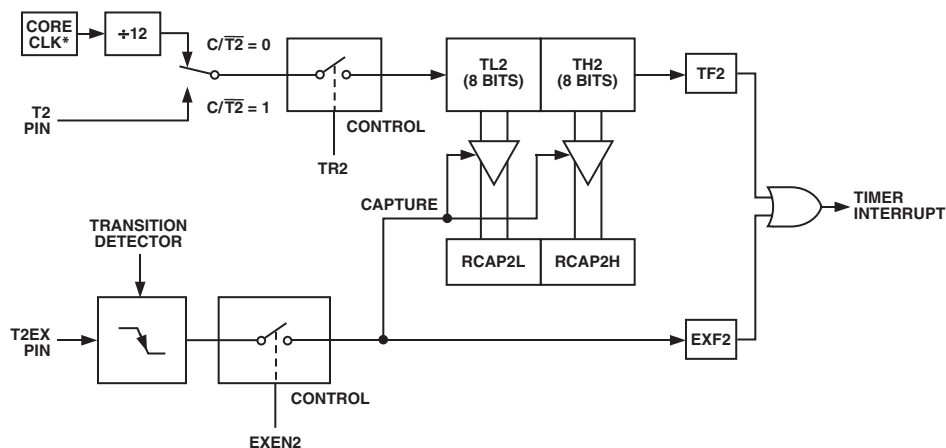 CORE
CLK*
÷12
C/T2 = 0
C/T2 = 1
T2
PIN
CONTROL
TR2
TL2
(8 BITS)
TH2
(8 BITS)
TF2
CAPTURE
TIMER
INTERRUPT
TRANSITION
DETECTOR
RCAP2L
RCAP2H
T2EX
PIN
EXF2
CONTROL
EXEN2